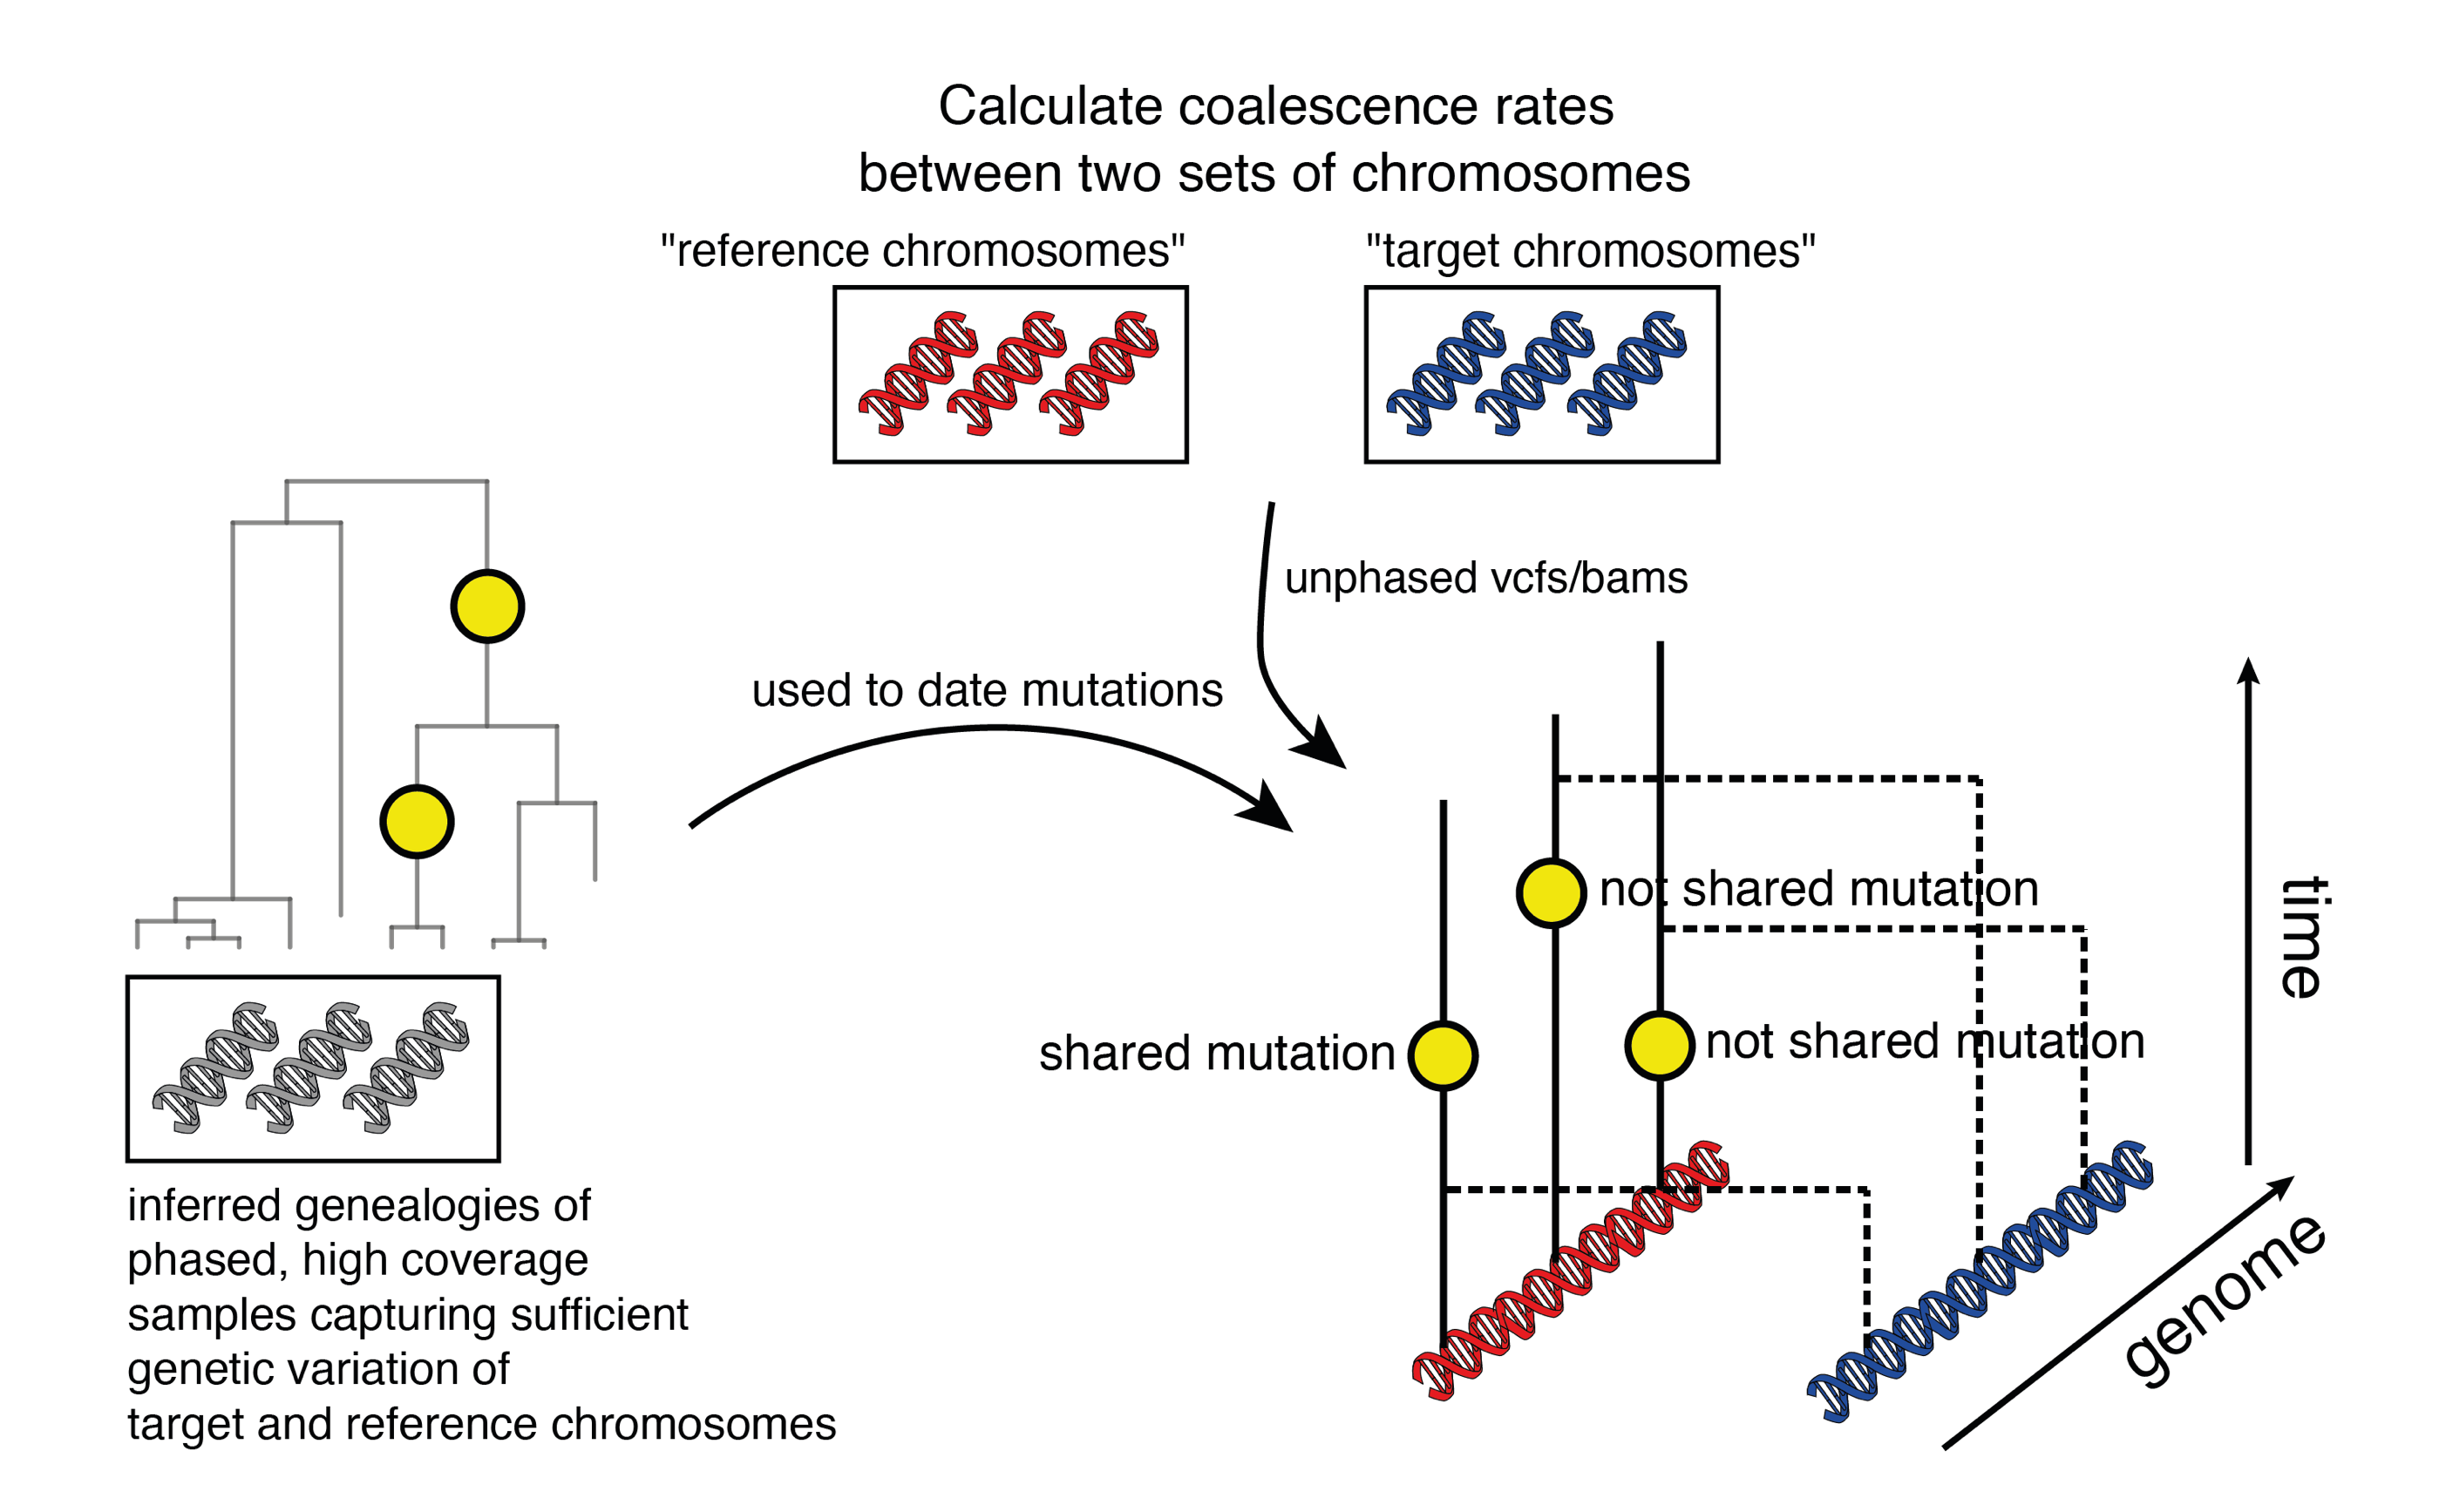 Calculate coalescence rates
between two sets of chromosomes
"reference chromosomes"
"target chromosomes"
unphased vcfs/bams
used to date mutations
not shared mutation
shared mutation
not shared mutation
time
genome
inferred genealogies of
phased, high coverage
samples capturing sufficient
genetic variation of
target and reference chromosomes